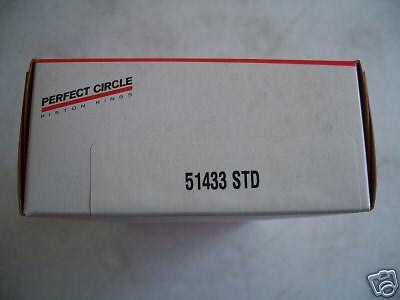 PERFECT CIRCLE
PISTON RINGS
51433 STD